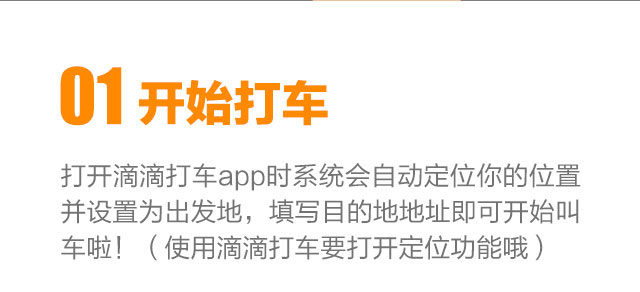 01 开始打车
打开滴滴打车app时系统会自动定位你的位置
并设置为出发地，填写目的地地址即可开始叫
车啦！（使用滴滴打车要打开定位功能哦）